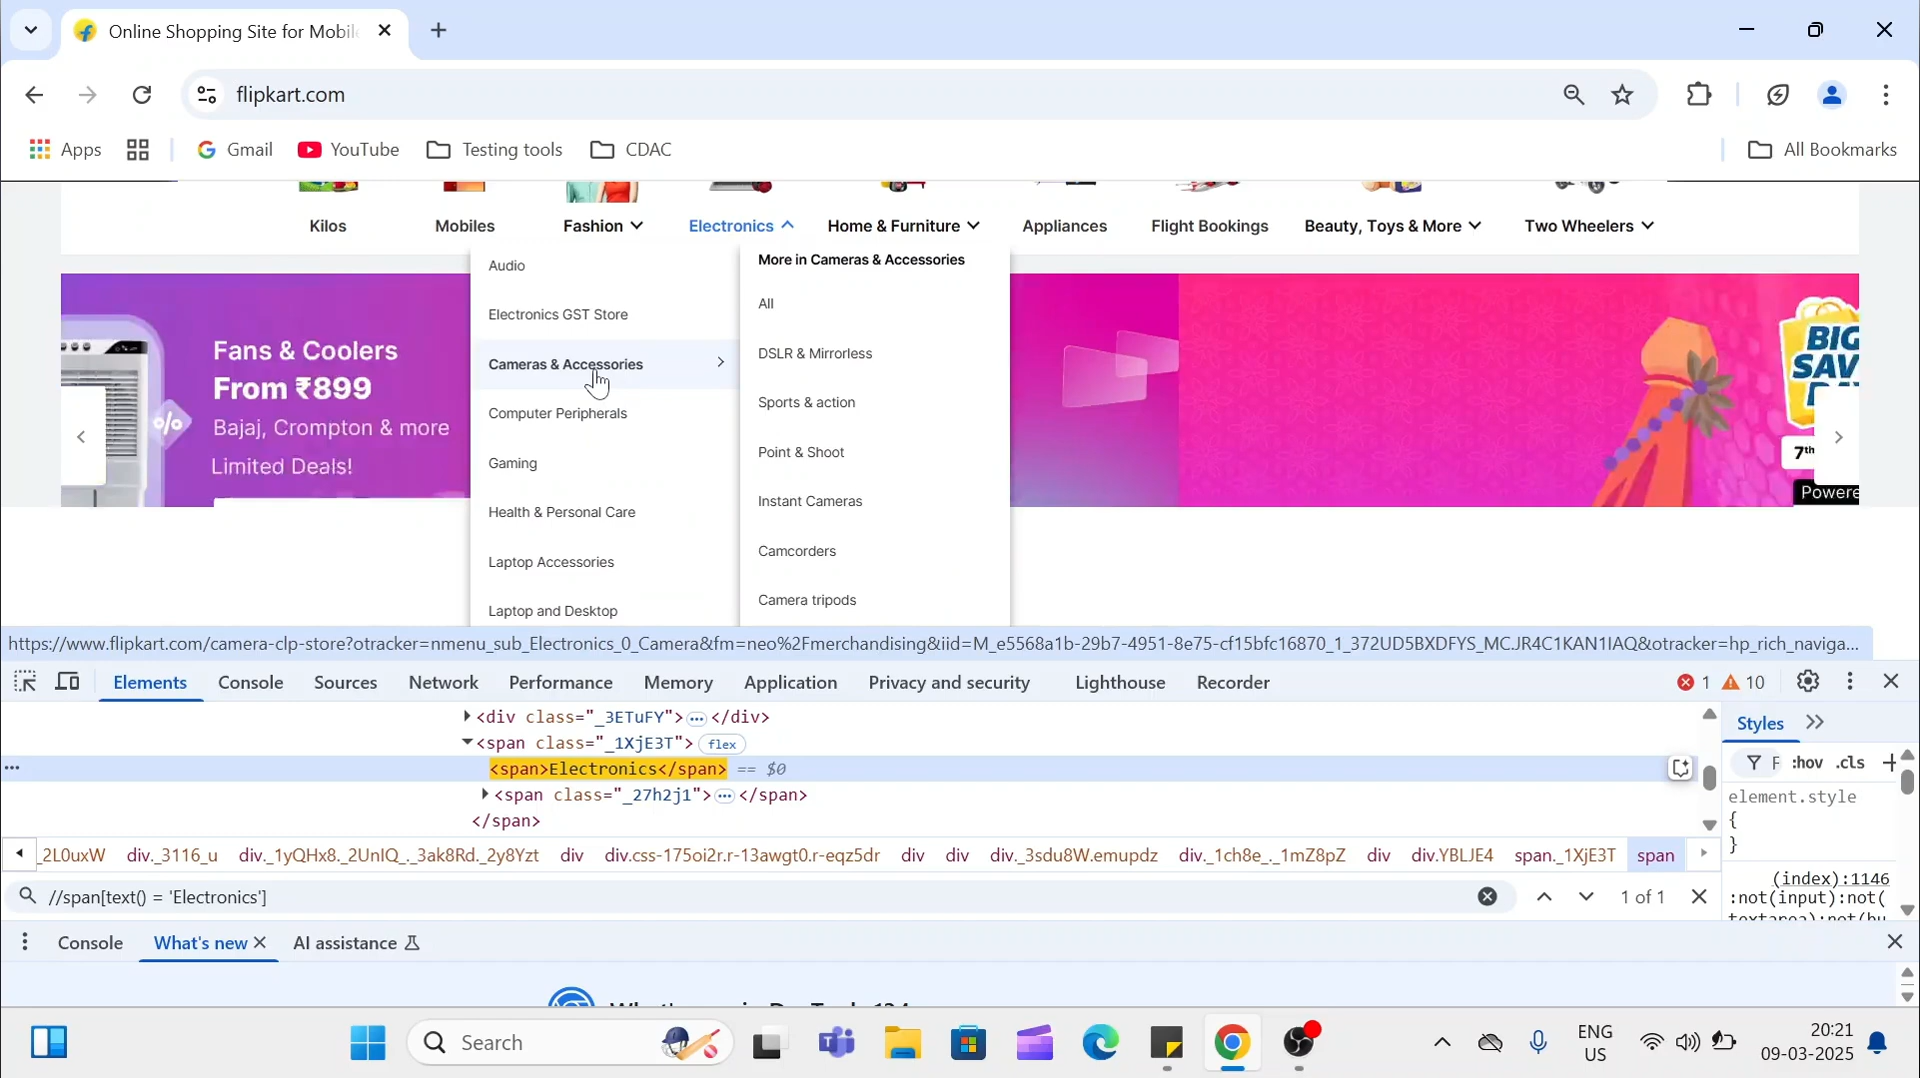 Online Shopping Site for Mobil
flipkart.com
Apps
Gmail
YouTube
Testing tools
CDAC
All Bookmarks
Kilos
Mobiles
Fashion
Electronics
Home & Furniture
Appliances
Flight Bookings
Beauty, Toys & More
Two Wheelers
Audio
Electronics GST Store
Cameras & Accessories
Computer Peripherals
Gaming
Health & Personal Care
Laptop Accessories
Laptop and Desktop
More in Cameras & Accessories
All
DSLR & Mirrorless
Sports & action
Point & Shoot
Instant Cameras
Camcorders
Camera tripods
Fans & Coolers
From ₹899
Bajaj, Crompton & more
Limited Deals!
%
BIG
SAV
7th
Powere
https://www.flipkart.com/camera-clp-store?otracker=nmenu_sub_Electronics_0_Camera&fm=neo%2Fmerchandising&iid=M_e5568a1b-29b7-4951-8e75-cf15bfc16870_1_372UD5BXDFYS_MC.JR4C1KAN1IAQ&otracker=hp_rich_naviga...
Elements
Console
Sources
Network
Performance
Memory
Application
Privacy and security
Lighthouse
Recorder
1
10
<div class="_3ETuFY"> … </div>
<span class="_1XjE3T"> flex
<span>Electronics</span> == $0
<span class="_27h2j1"> … </span>
</span>
Styles
F :hov .cls +
element.style
{
}
(index):1146
:not(input):not(
_2L0uxW div._3116_u div._1yQHx8._2UnIQ_._3ak8Rd._2y8Yzt div div.css-175oi2r.r-13awgt0.r-eqz5dr div div div._3sdu8W.emupdz div._1ch8e_._1mZ8pZ div div.YBLJE4 span._1XjE3T span
//span[text() = 'Electronics']
1 of 1
Console
What's new
AI assistance
Search
ENG
US
20:21
09-03-2025